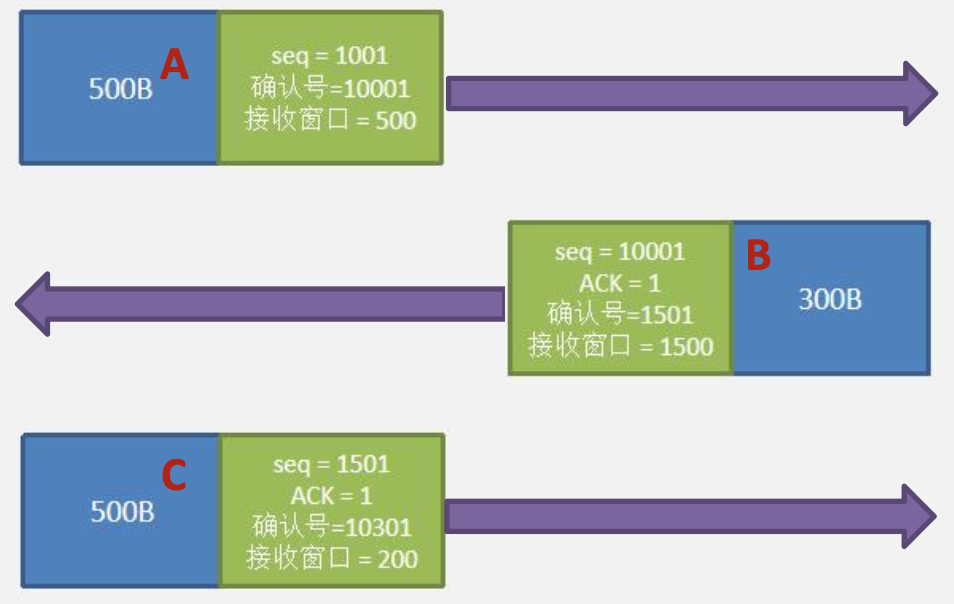 500B
A
seq = 1001
确认号=10001
接收窗口 = 500
seq = 10001
ACK = 1
确认号=1501
接收窗口 = 1500
B
300B
500B
C
seq = 1501
ACK = 1
确认号=10301
接收窗口 = 200